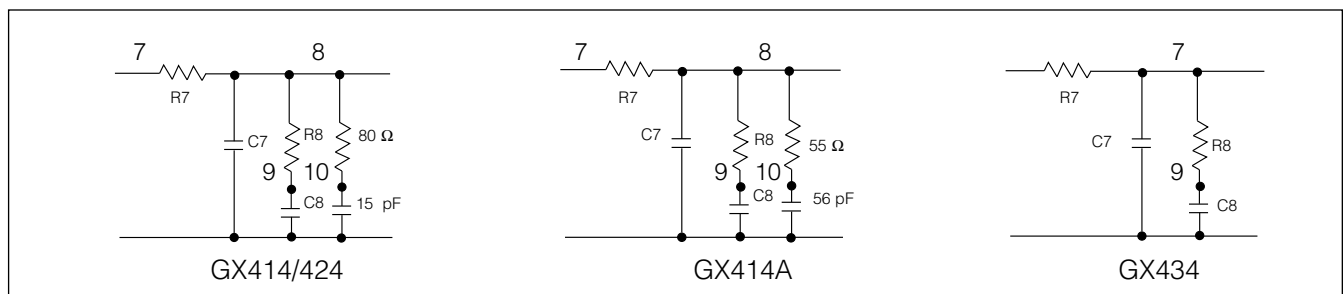 7 8
R7
C7 R8 80 Ω
9 10
C8 15 pF
GX414/424
7 8
R7
C7 R8 55 Ω
9 10
C8 56 pF
GX414A
7
R7
C7 R8
9
C8
GX434